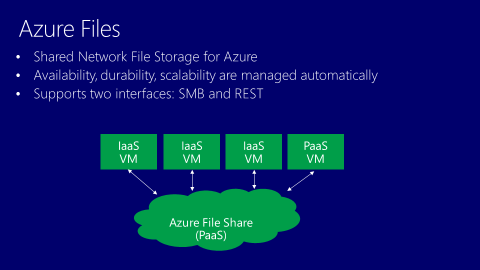 Azure Files
• Shared Network File Storage for Azure
• Availability, durability, scalability are managed automatically
• Supports two interfaces: SMB and REST
IaaS
VM
IaaS
VM
IaaS
VM
PaaS
VM
Azure File Share
(PaaS)